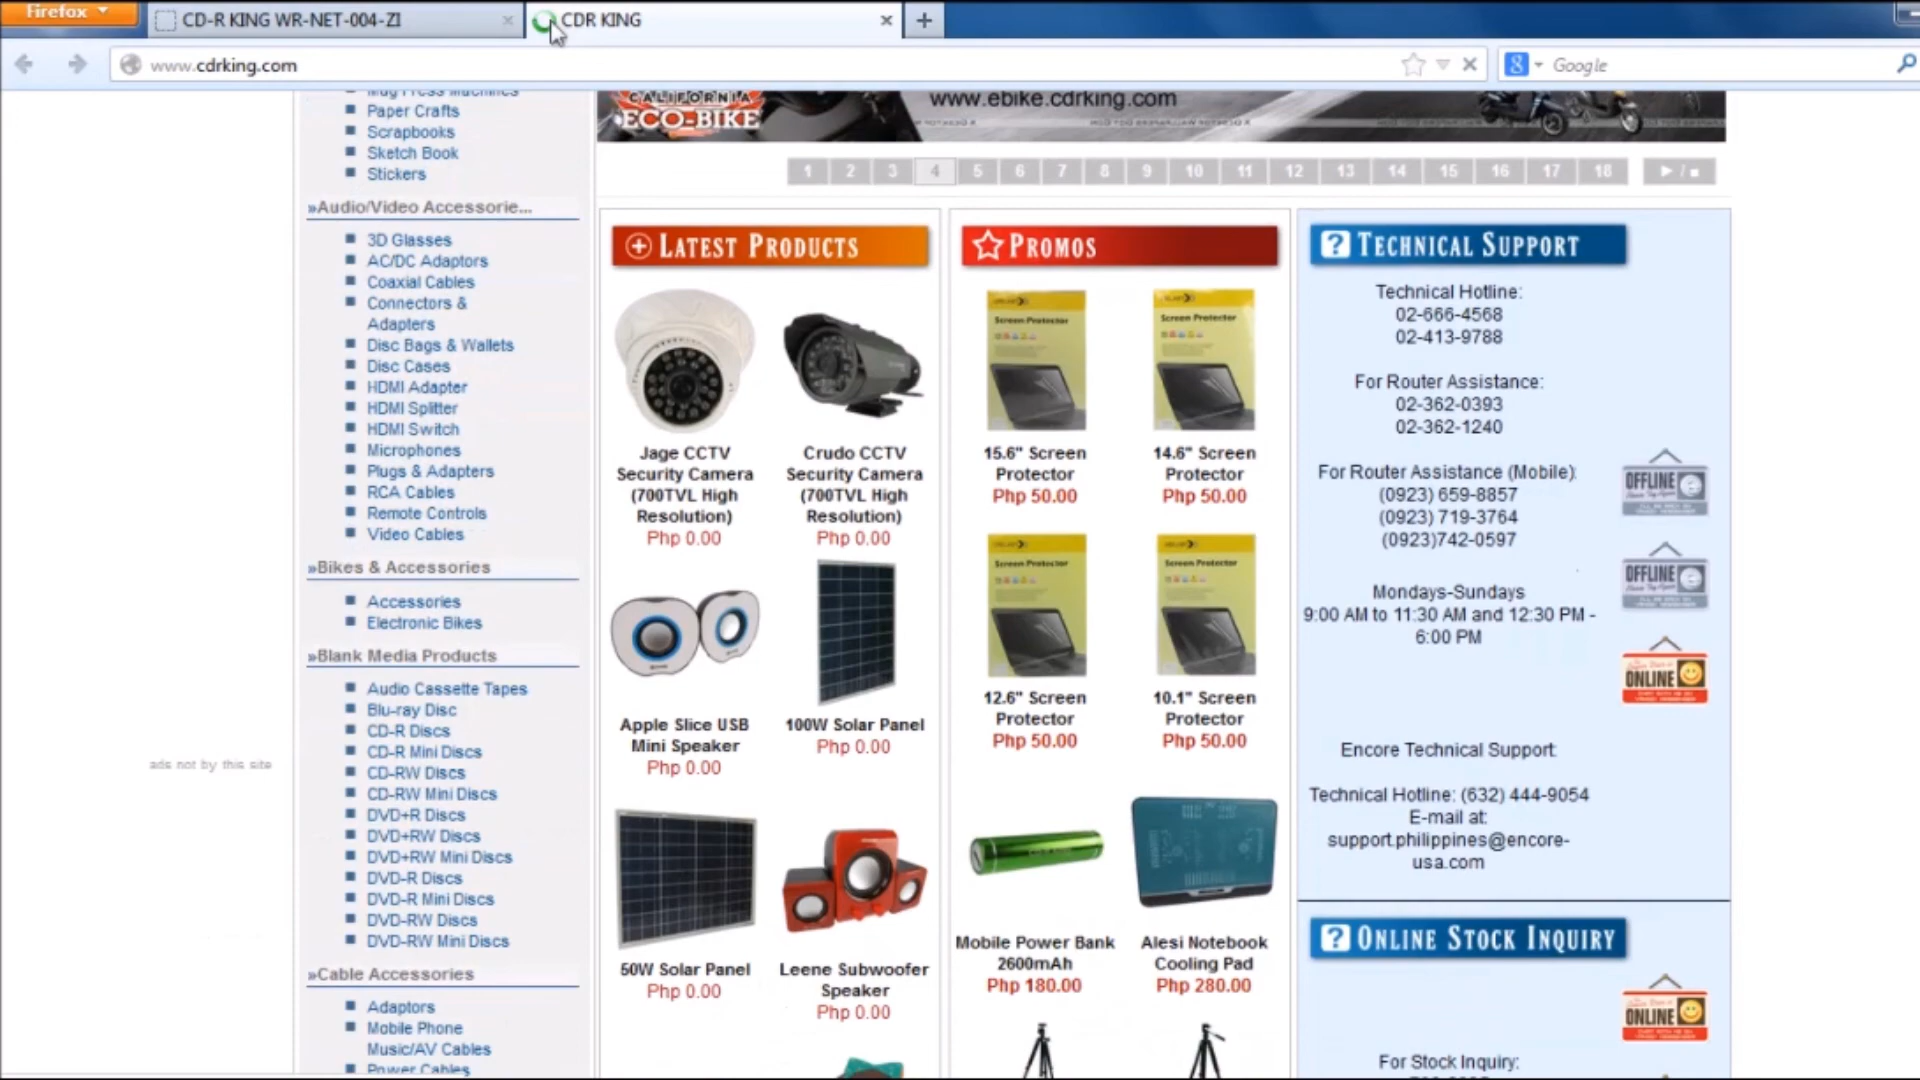 Firefox
CD-R KING WR-NET-004-ZI
CDR KING
www.cdrking.com
Google
Mug Press Machines
Paper Crafts
Scrapbooks
Sketch Book
Stickers
»Audio/Video Accessorie...
3D Glasses
AC/DC Adaptors
Coaxial Cables
Connectors &
Adapters
Disc Bags & Wallets
Disc Cases
HDMI Adapter
HDMI Splitter
HDMI Switch
Microphones
Plugs & Adapters
RCA Cables
Remote Controls
Video Cables
»Bikes & Accessories
Accessories
Electronic Bikes
»Blank Media Products
Audio Cassette Tapes
Blu-ray Disc
CD-R Discs
CD-R Mini Discs
CD-RW Discs
CD-RW Mini Discs
DVD+R Discs
DVD+RW Discs
DVD+RW Mini Discs
DVD-R Discs
DVD-R Mini Discs
DVD-RW Discs
DVD-RW Mini Discs
»Cable Accessories
Adaptors
Mobile Phone
Music/AV Cables
Power Cables
ads not by this site
CALIFORNIA
ECO-BIKE
www.ebike.cdrking.com
1 2 3 4 5 6 7 8 9 10 11 12 13 14 15 16 17 18
LATEST PRODUCTS
Jage CCTV
Security Camera
(700TVL High
Resolution)
Php 0.00
Crudo CCTV
Security Camera
(700TVL High
Resolution)
Php 0.00
Apple Slice USB
Mini Speaker
Php 0.00
100W Solar Panel
Php 0.00
50W Solar Panel
Php 0.00
Leene Subwoofer
Speaker
Php 0.00
PROMOS
Screen Protector
Screen Protector
15.6" Screen
Protector
Php 50.00
14.6" Screen
Protector
Php 50.00
Screen Protector
Screen Protector
12.6" Screen
Protector
Php 50.00
10.1" Screen
Protector
Php 50.00
Mobile Power Bank
2600mAh
Php 180.00
Alesi Notebook
Cooling Pad
Php 280.00
TECHNICAL SUPPORT
Technical Hotline:
02-666-4568
02-413-9788
For Router Assistance:
02-362-0393
02-362-1240
For Router Assistance (Mobile):
(0923) 659-8857
(0923) 719-3764
(0923)742-0597
Mondays-Sundays
9:00 AM to 11:30 AM and 12:30 PM -
6:00 PM
OFFLINE
OFFLINE
ONLINE
Encore Technical Support:
Technical Hotline: (632) 444-9054
E-mail at:
support.philippines@encore-
usa.com
ONLINE STOCK INQUIRY
ONLINE
For Stock Inquiry: